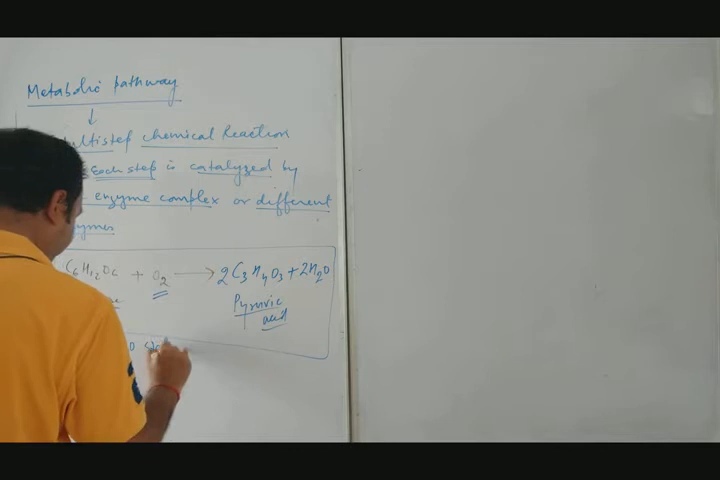 Metabolic pathway
↓
ultistep chemical Reaction
Each step is catalyzed by
enzyme complex or different
ymes
C6H12O6 + O2 → 2C3H4O3 + 2H2O
Pyruvic
acid